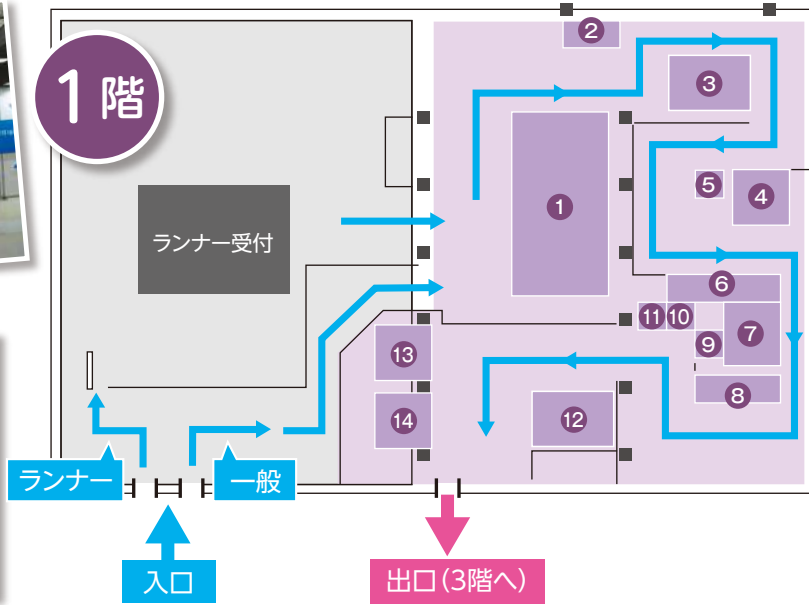 1階
ランナー受付
ランナー
一般
入口
出口(3階へ)
①
②
③
④
⑤
⑥
⑦
⑧
⑨
⑩
⑪
⑫
⑬
⑭